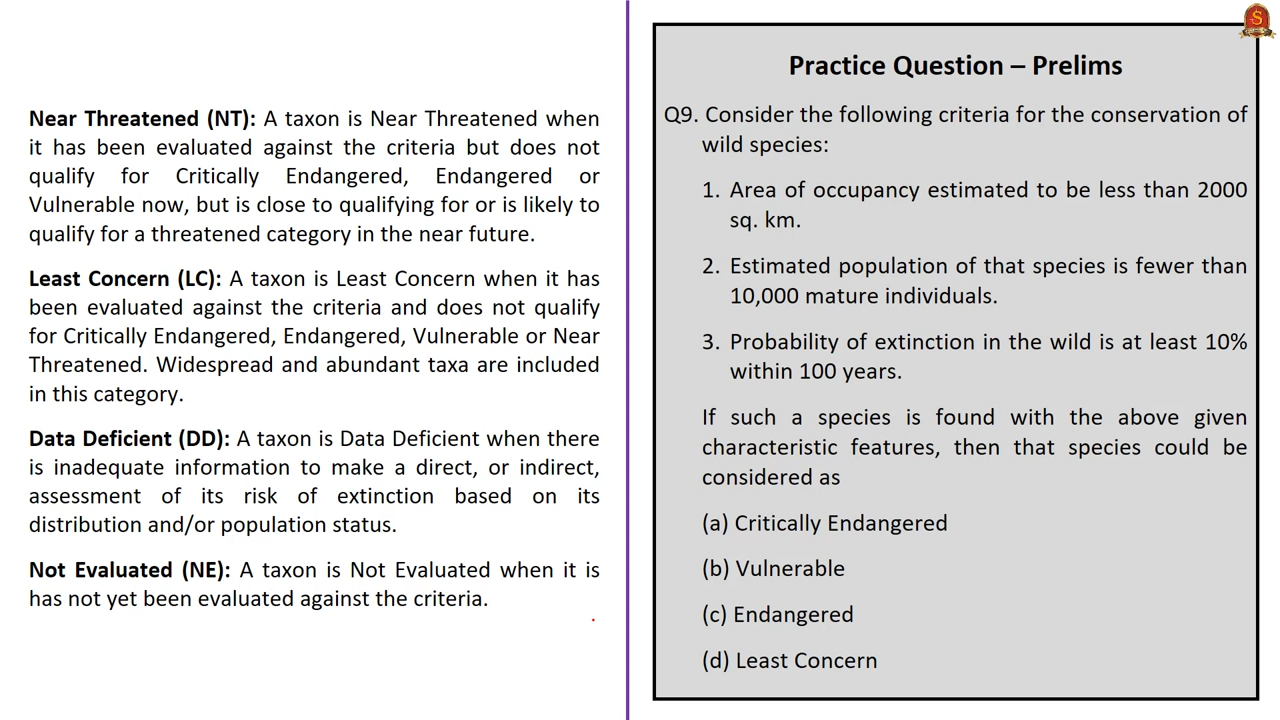 Near Threatened (NT): A taxon is Near Threatened when
it has been evaluated against the criteria but does not
qualify for Critically Endangered, Endangered or
Vulnerable now, but is close to qualifying for or is likely to
qualify for a threatened category in the near future.
Least Concern (LC): A taxon is Least Concern when it has
been evaluated against the criteria and does not qualify
for Critically Endangered, Endangered, Vulnerable or Near
Threatened. Widespread and abundant taxa are included
in this category.
Data Deficient (DD): A taxon is Data Deficient when there
is inadequate information to make a direct, or indirect,
assessment of its risk of extinction based on its
distribution and/or population status.
Not Evaluated (NE): A taxon is Not Evaluated when it is
has not yet been evaluated against the criteria.
S
Practice Question – Prelims
Q9. Consider the following criteria for the conservation of
wild species:
1. Area of occupancy estimated to be less than 2000
sq. km.
2. Estimated population of that species is fewer than
10,000 mature individuals.
3. Probability of extinction in the wild is at least 10%
within 100 years.
If such a species is found with the above given
characteristic features, then that species could be
considered as
(a) Critically Endangered
(b) Vulnerable
(c) Endangered
(d) Least Concern